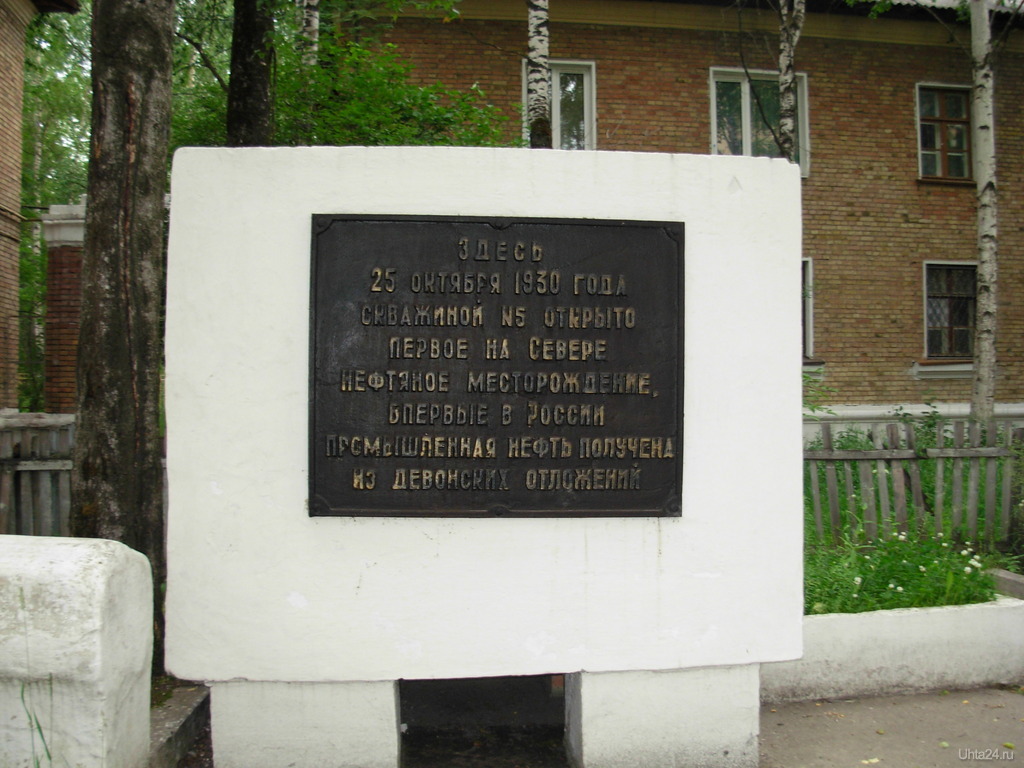 ЗДЕСЬ
25 ОКТЯБРЯ 1930 ГОДА
СКВАЖИНОЙ N5 ОТКРЫТО
ПЕРВОЕ НА СЕВЕРЕ
НЕФТЯНОЕ МЕСТОРОЖДЕНИЕ,
ВПЕРВЫЕ В РОССИИ
ПРОМЫШЛЕННАЯ НЕФТЬ ПОЛУЧЕНА
ИЗ ДЕВОНСКИХ ОТЛОЖЕНИЙ
Uhta24.ru